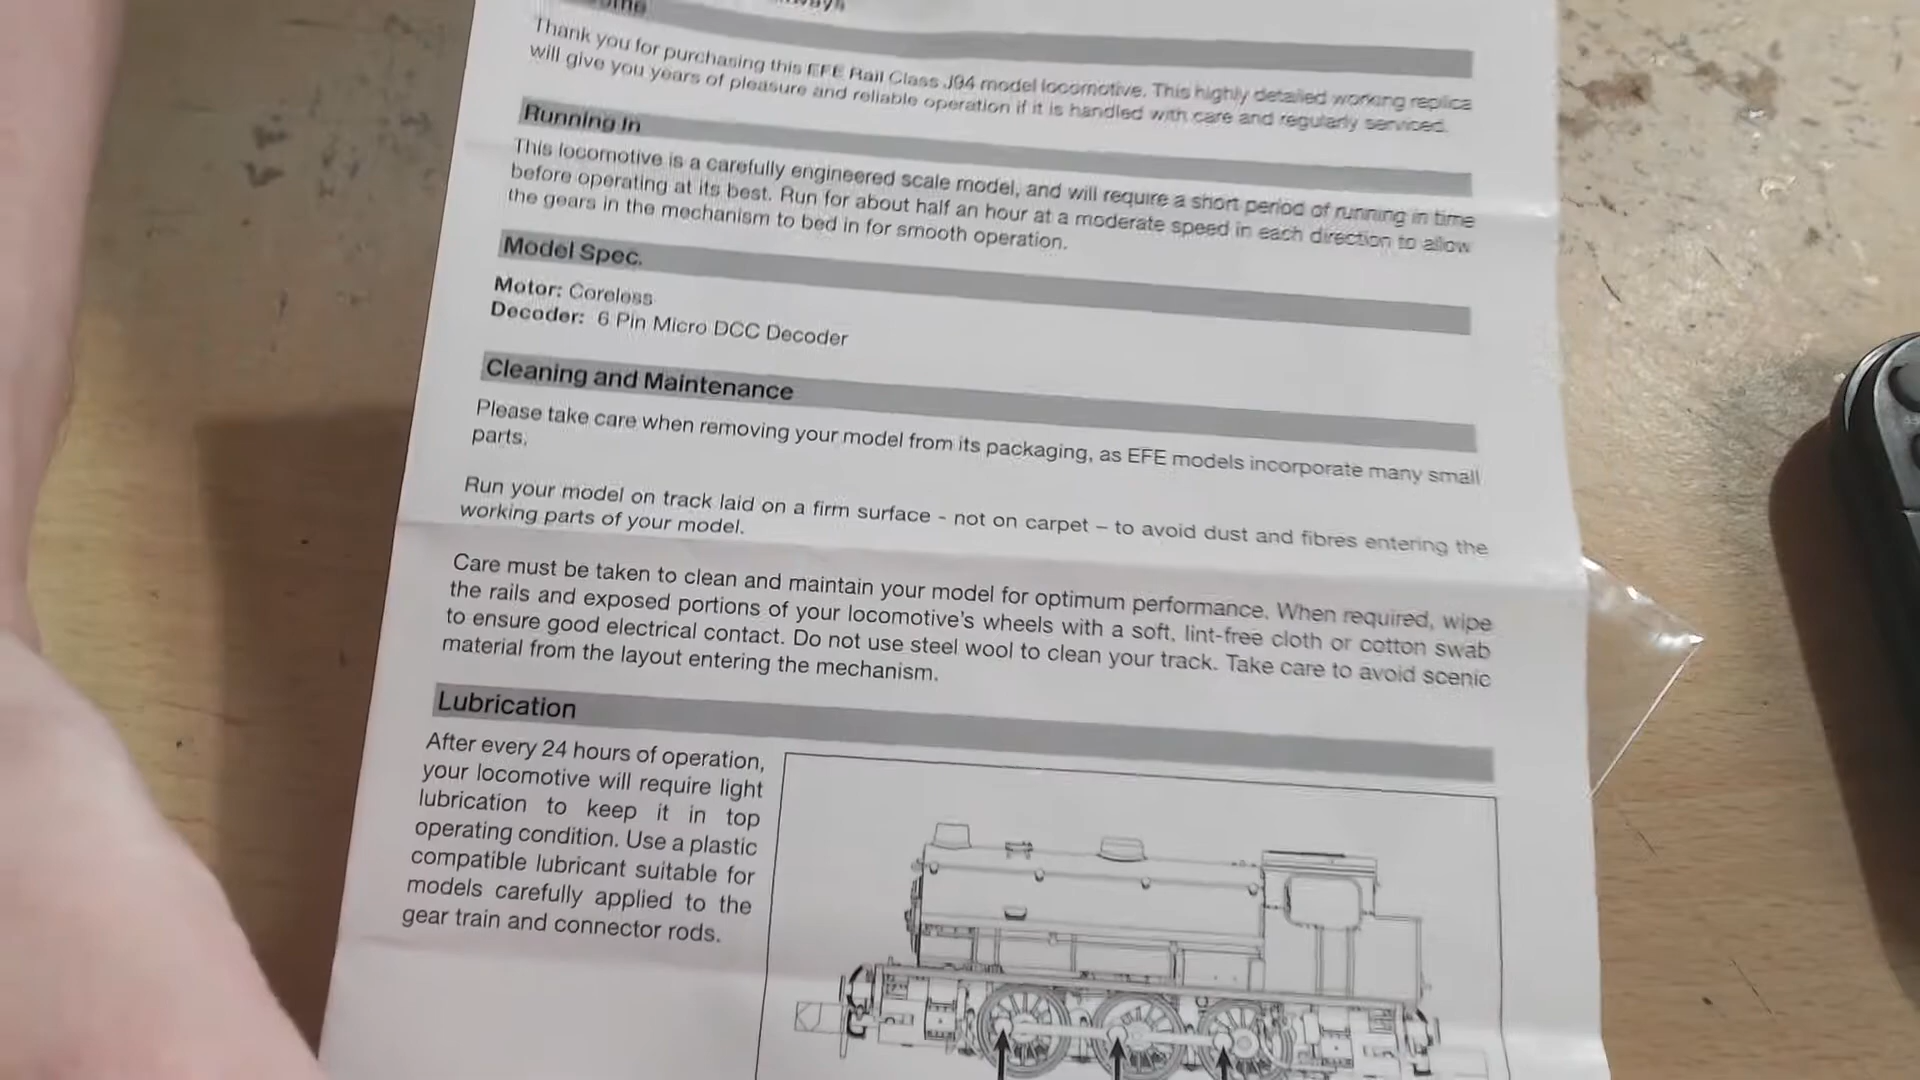 Thank you for purchasing this EFE Rail Class J94 model locomotive. This highly detailed working replica
will give you years of pleasure and reliable operation if it is handled with care and regularly serviced.
Running In
This locomotive is a carefully engineered scale model, and will require a short period of running in time
before operating at its best. Run for about half an hour at a moderate speed in each direction to allow
the gears in the mechanism to bed in for smooth operation.
Model Spec.
Motor: Coreless
Decoder: 6 Pin Micro DCC Decoder
Cleaning and Maintenance
Please take care when removing your model from its packaging, as EFE models incorporate many small
parts.
Run your model on track laid on a firm surface - not on carpet – to avoid dust and fibres entering the
working parts of your model.
Care must be taken to clean and maintain your model for optimum performance. When required, wipe
the rails and exposed portions of your locomotive's wheels with a soft, lint-free cloth or cotton swab
to ensure good electrical contact. Do not use steel wool to clean your track. Take care to avoid scenic
material from the layout entering the mechanism.
Lubrication
After every 24 hours of operation,
your locomotive will require light
lubrication to keep it in top
operating condition. Use a plastic
compatible lubricant suitable for
models carefully applied to the
gear train and connector rods.